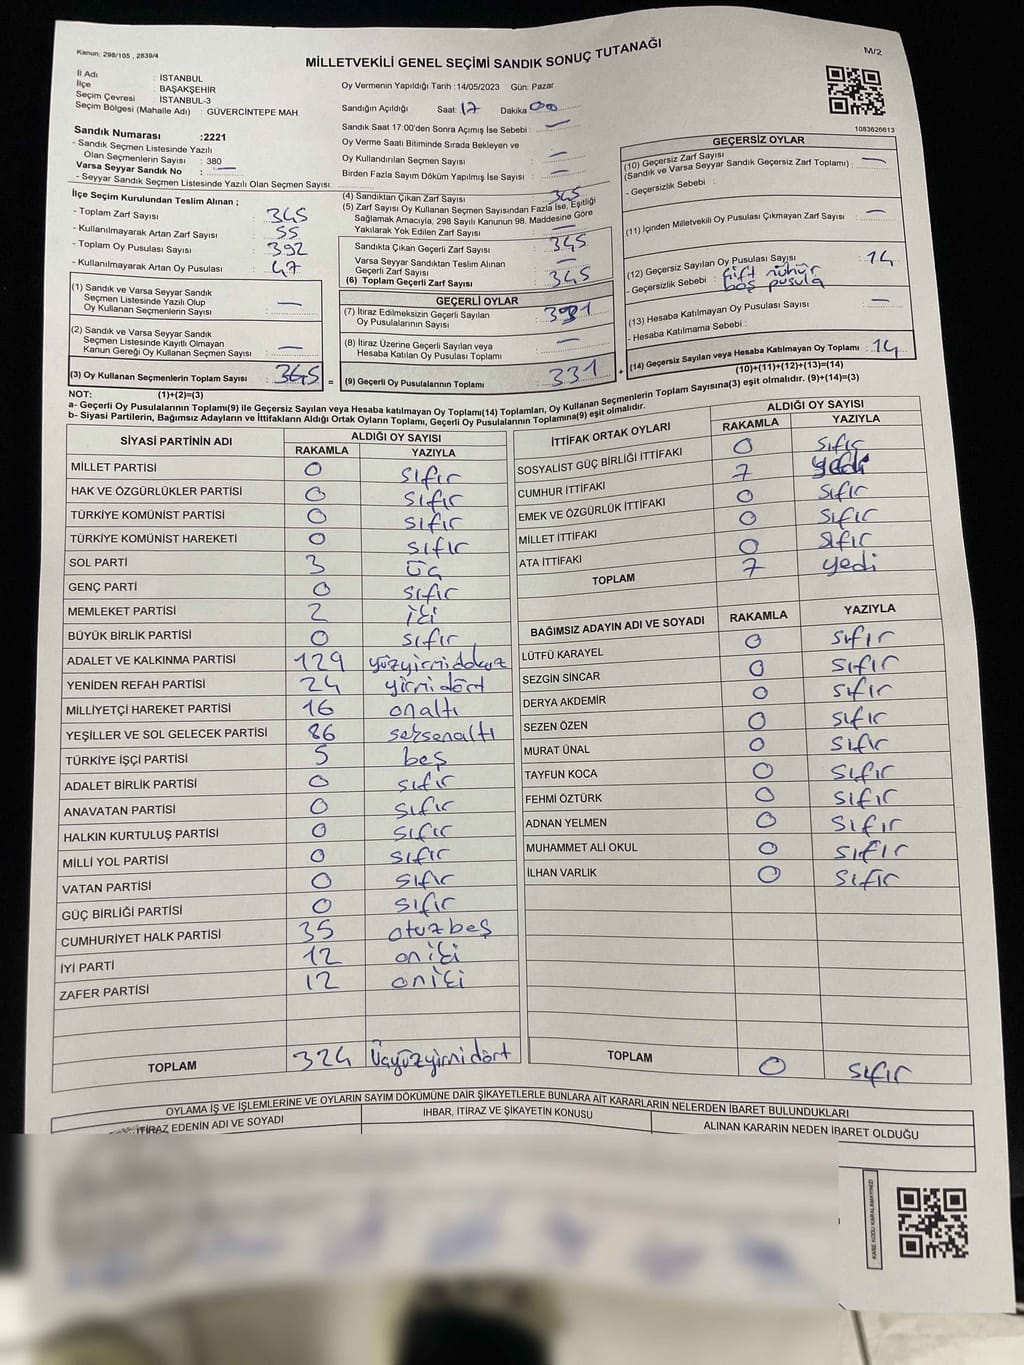 Kanun: 298/105 , 2839/4
M/2
MİLLETVEKİLİ GENEL SEÇİMİ SANDIK SONUÇ TUTANAĞI
İl Adı : İSTANBUL
İlçe : BAŞAKŞEHİR
Seçim Çevresi : İSTANBUL-3
Seçim Bölgesi (Mahalle Adı) : GÜVERCİNTEPE MAH
Sandık Numarası :2221
- Sandık Seçmen Listesinde Yazılı
Olan Seçmenlerin Sayısı : 380
Varsa Seyyar Sandık No : —
- Seyyar Sandık Seçmen Listesinde Yazılı Olan Seçmen Sayısı:
Oy Vermenin Yapıldığı Tarih :14/05/2023 Gün: Pazar
Sandığın Açıldığı Saat: 17 Dakika 00
Sandık Saat 17:00'den Sonra Açımış İse Sebebi : —
Oy Verme Saati Bitiminde Sırada Bekleyen ve
Oy Kullandırılan Seçmen Sayısı : —
Birden Fazla Sayım Döküm Yapılmış İse Sayısı : —
1083626613
İlçe Seçim Kurulundan Teslim Alınan ;
- Toplam Zarf Sayısı : 345
- Kullanılmayarak Artan Zarf Sayısı : 55
- Toplam Oy Pusulası Sayısı : 392
- Kullanılmayarak Artan Oy Pusulası : 47
(1) Sandık ve Varsa Seyyar Sandık
Seçmen Listesinde Yazılı Olup
Oy Kullanan Seçmenlerin Sayısı : —
(2) Sandık ve Varsa Seyyar Sandık
Seçmen Listesinde Kayıtlı Olmayan
Kanun Gereği Oy Kullanan Seçmen Sayısı : —
(3) Oy Kullanan Seçmenlerin Toplam Sayısı : 345 =
(4) Sandıktan Çıkan Zarf Sayısı : 345
(5) Zarf Sayısı Oy Kullanan Seçmen Sayısından Fazla İse, Eşitliği
Sağlamak Amacıyla; 298 Sayılı Kanunun 98. Maddesine Göre
Yakılarak Yok Edilen Zarf Sayısı : —
Sandıkta Çıkan Geçerli Zarf Sayısı : 345
Varsa Seyyar Sandıktan Teslim Alınan
Geçerli Zarf Sayısı : —
(6) Toplam Geçerli Zarf Sayısı : 345
GEÇERLİ OYLAR
(7) İtiraz Edilmeksizin Geçerli Sayılan
Oy Pusulalarının Sayısı : 331
(8) İtiraz Üzerine Geçerli Sayılan veya
Hesaba Katılan Oy Pusulası Toplamı : —
(9) Geçerli Oy Pusulalarının Toplamı : 331 +
GEÇERSİZ OYLAR
(10) Geçersiz Zarf Sayısı
(Sandık ve Varsa Seyyar Sandık Geçersiz Zarf Toplamı) : —
- Geçersizlik Sebebi :
(11) İçinden Milletvekili Oy Pusulası Çıkmayan Zarf Sayısı : —
(12) Geçersiz Sayılan Oy Pusulası Sayısı : 14
- Geçersizlik Sebebi : Çift mühür
boş pusula
(13) Hesaba Katılmayan Oy Pusulası Sayısı : —
- Hesaba Katılmama Sebebi :
(14) Geçersiz Sayılan veya Hesaba Katılmayan Oy Toplamı : 14
(10)+(11)+(12)+(13)=(14)
NOT: (1)+(2)=(3)
a- Geçerli Oy Pusulalarının Toplamı(9) ile Geçersiz Sayılan veya Hesaba katılmayan Oy Toplamı(14) Toplamları, Oy Kullanan Seçmenlerin Toplam Sayısına(3) eşit olmalıdır. (9)+(14)=(3)
b- Siyasi Partilerin, Bağımsız Adayların ve İttifakların Aldığı Ortak Oyların Toplamı, Geçerli Oy Pusulalarının Toplamına(9) eşit olmalıdır.
SİYASİ PARTİNİN ADI ALDIĞI OY SAYISI
RAKAMLA YAZIYLA
MİLLET PARTİSİ 0 sıfır
HAK VE ÖZGÜRLÜKLER PARTİSİ 0 sıfır
TÜRKİYE KOMÜNİST PARTİSİ 0 sıfır
TÜRKİYE KOMÜNİST HAREKETİ 0 sıfır
SOL PARTİ 3 üç
GENÇ PARTİ 0 sıfır
MEMLEKET PARTİSİ 2 iki
BÜYÜK BİRLİK PARTİSİ 0 sıfır
ADALET VE KALKINMA PARTİSİ 129 yüzyirmidokuz
YENİDEN REFAH PARTİSİ 24 yirmidört
MİLLİYETÇİ HAREKET PARTİSİ 16 onaltı
YEŞİLLER VE SOL GELECEK PARTİSİ 86 seksenaltı
TÜRKİYE İŞÇİ PARTİSİ 5 beş
ADALET BİRLİK PARTİSİ 0 sıfır
ANAVATAN PARTİSİ 0 sıfır
HALKIN KURTULUŞ PARTİSİ 0 sıfır
MİLLİ YOL PARTİSİ 0 sıfır
VATAN PARTİSİ 0 sıfır
GÜÇ BİRLİĞİ PARTİSİ 0 sıfır
CUMHURİYET HALK PARTİSİ 35 otuzbeş
İYİ PARTİ 12 oniki
ZAFER PARTİSİ 12 oniki
TOPLAM 324 Üçyüzyirmidört
İTTİFAK ORTAK OYLARI ALDIĞI OY SAYISI
RAKAMLA YAZIYLA
SOSYALİST GÜÇ BİRLİĞİ İTTİFAKI 0 sıfır
CUMHUR İTTİFAKI 7 yedi
EMEK VE ÖZGÜRLÜK İTTİFAKI 0 sıfır
MİLLET İTTİFAKI 0 sıfır
ATA İTTİFAKI 0 sıfır
TOPLAM 7 yedi
BAĞIMSIZ ADAYIN ADI VE SOYADI RAKAMLA YAZIYLA
LÜTFÜ KARAYEL 0 sıfır
SEZGİN SİNCAR 0 sıfır
DERYA AKDEMİR 0 sıfır
SEZEN ÖZEN 0 sıfır
MURAT ÜNAL 0 sıfır
TAYFUN KOCA 0 sıfır
FEHMİ ÖZTÜRK 0 sıfır
ADNAN YELMEN 0 sıfır
MUHAMMET ALİ OKUL 0 sıfır
İLHAN VARLIK 0 sıfır
TOPLAM 0 sıfır
OYLAMA İŞ VE İŞLEMLERİNE VE OYLARIN SAYIM DÖKÜMÜNE DAİR ŞİKAYETLERLE BUNLARA AİT KARARLARIN NELERDEN İBARET BULUNDUKLARI
İTİRAZ EDENİN ADI VE SOYADI İHBAR, İTİRAZ VE ŞİKAYETİN KONUSU ALINAN KARARIN NEDEN İBARET OLDUĞU
KARE KODU KARALAMAYINIZ!